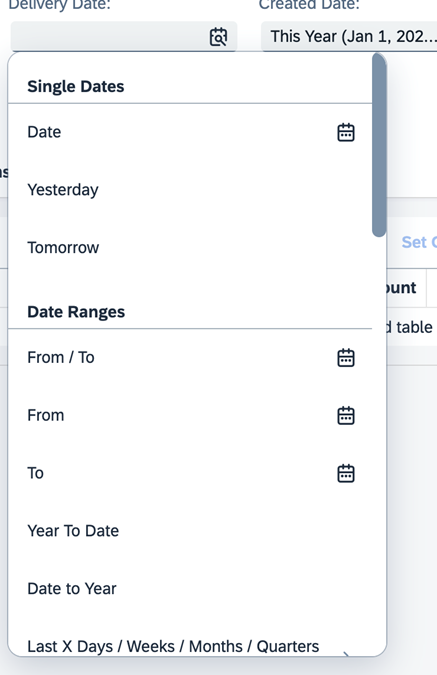 Delivery Date:
Created Date:
This Year (Jan 1, 202...
Single Dates
Date
Yesterday
Tomorrow
Set
ount
Date Ranges
d table
From / To
From
To
Year To Date
Date to Year
Last X Days / Weeks / Months / Quarters